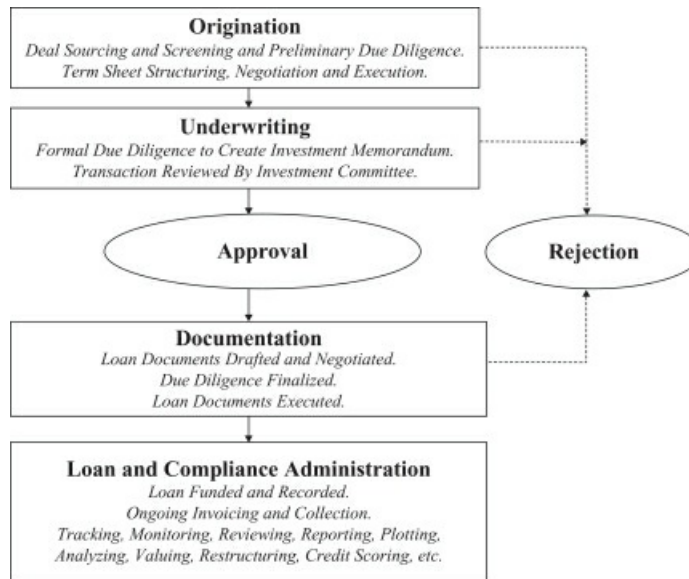 Origination
Deal Sourcing and Screening and Preliminary Due Diligence.
Term Sheet Structuring, Negotiation and Execution.
Underwriting
Formal Due Diligence to Create Investment Memorandum.
Transaction Reviewed By Investment Committee.
Approval
Rejection
Documentation
Loan Documents Drafted and Negotiated.
Due Diligence Finalized.
Loan Documents Executed.
Loan and Compliance Administration
Loan Funded and Recorded.
Ongoing Invoicing and Collection.
Tracking, Monitoring, Reviewing, Reporting, Plotting,
Analyzing, Valuing, Restructuring, Credit Scoring, etc.